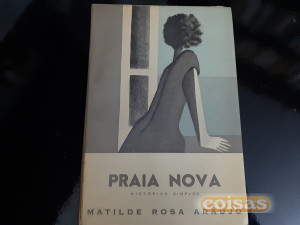 PRAIA NOVA
HISTÓRIAS SIMPLES
MATILDE ROSA ARAÚJO
coisas